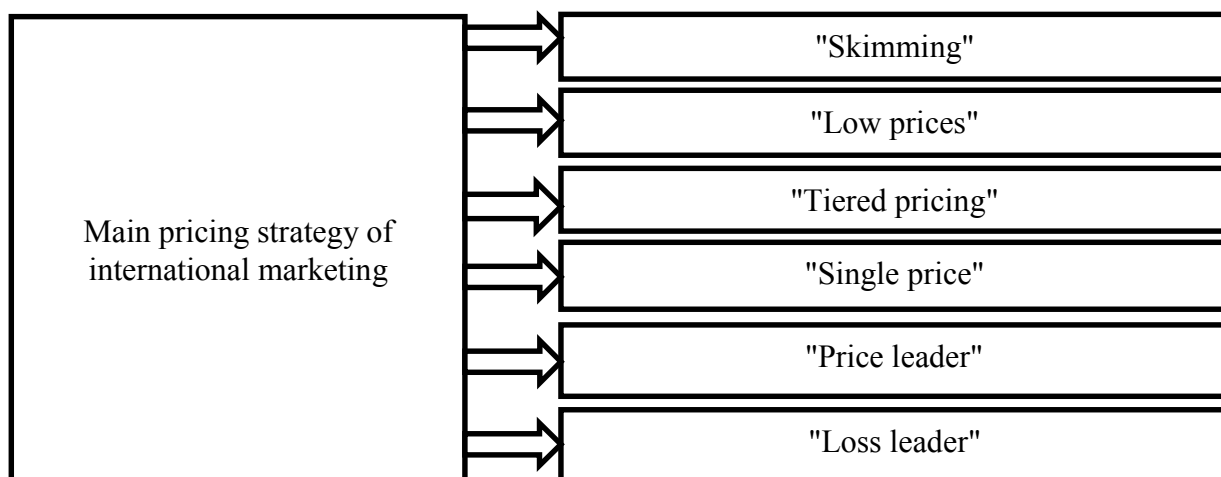 Main pricing strategy of
international marketing
"Skimming"
"Low prices"
"Tiered pricing"
"Single price"
"Price leader"
"Loss leader"